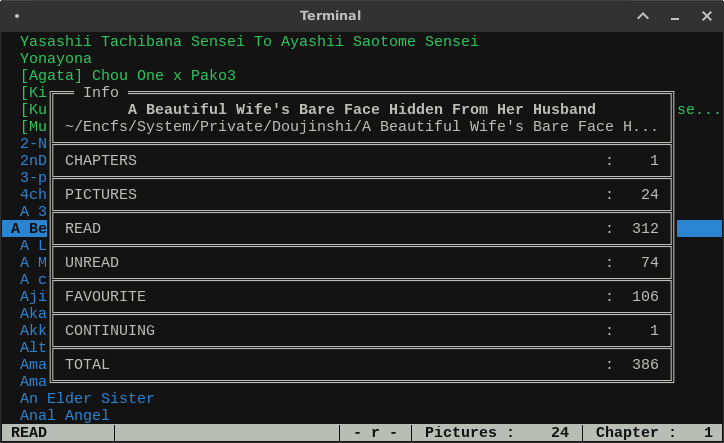 Terminal
Yasashii Tachibana Sensei To Ayashii Saotome Sensei
Yonayona
[Agata] Chou One x Pako3
[Ki
Info
[Ku
A Beautiful Wife's Bare Face Hidden From Her Husband
se...
[Mu
~/Encfs/System/Private/Doujinshi/A Beautiful Wife's Bare Face H...
2-N
2nD
CHAPTERS : 1
3-p
4ch
PICTURES : 24
A 3
A Be
READ : 312
A L
A M
UNREAD : 74
A c
Aji
FAVOURITE : 106
Aka
Akk
CONTINUING : 1
Alt
Ama
TOTAL : 386
Ama
An Elder Sister
Anal Angel
READ - r - Pictures : 24 Chapter : 1